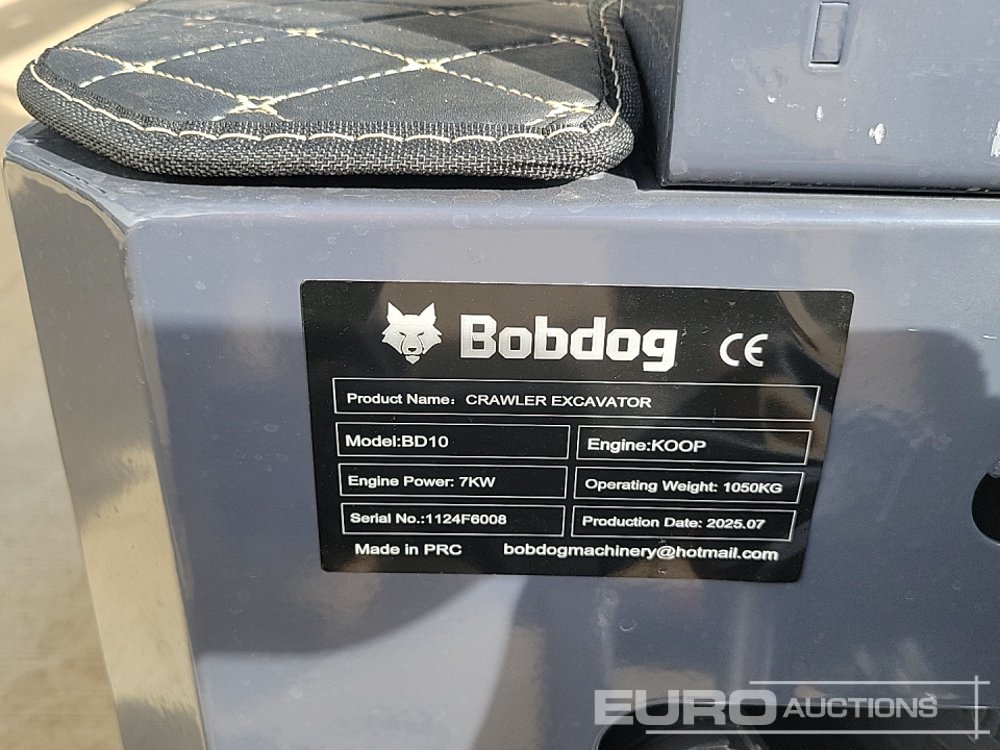 Bobdog CE
Product Name: CRAWLER EXCAVATOR
Model:BD10 Engine:KOOP
Engine Power: 7KW Operating Weight: 1050KG
Serial No.:1124F6008 Production Date: 2025.07
Made in PRC bobdogmachinery@hotmail.com
EURO AUCTIONS